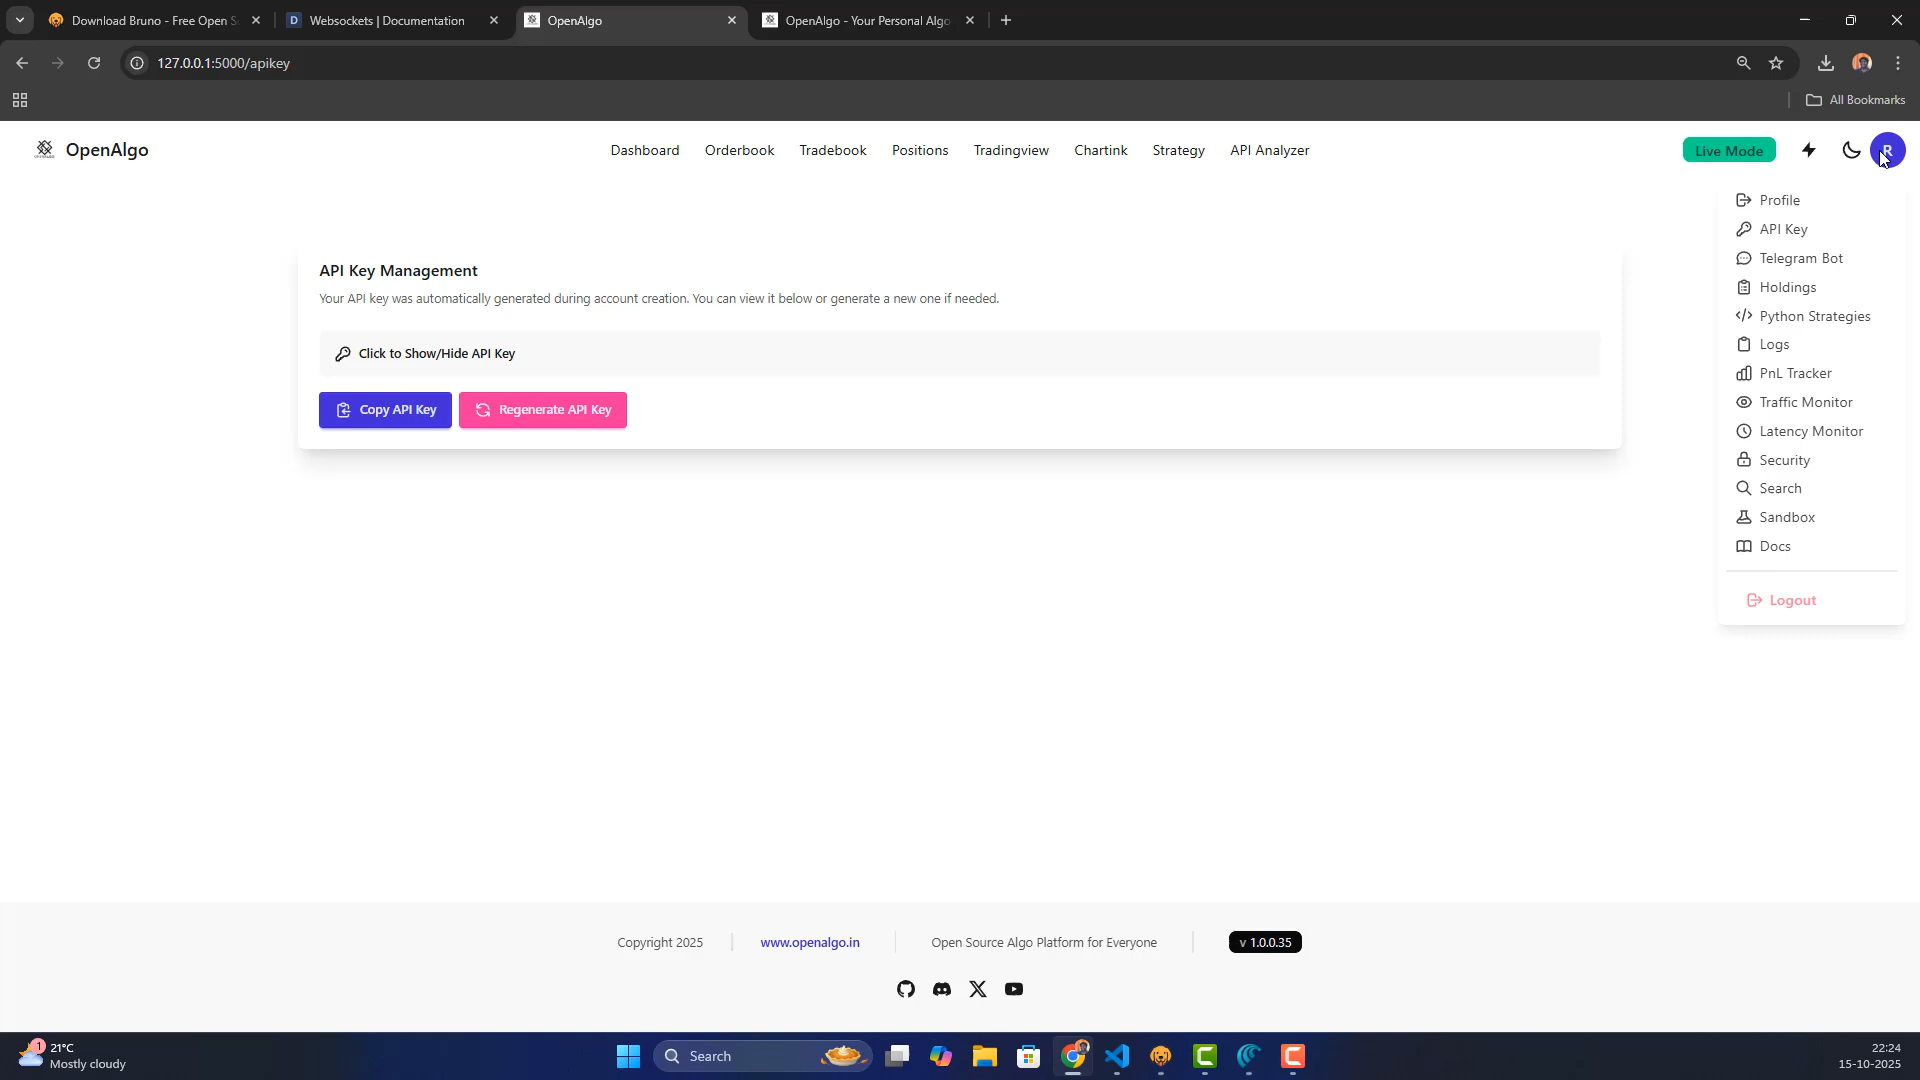 Download Bruno - Free Open S
Websockets | Documentation
OpenAlgo
OpenAlgo - Your Personal Algo
127.0.0.1:5000/apikey
All Bookmarks
OPENALGO
OpenAlgo
Dashboard
Orderbook
Tradebook
Positions
Tradingview
Chartink
Strategy
API Analyzer
Live Mode
R
Profile
API Key
Telegram Bot
Holdings
Python Strategies
Logs
PnL Tracker
Traffic Monitor
Latency Monitor
Security
Search
Sandbox
Docs
Logout
API Key Management
Your API key was automatically generated during account creation. You can view it below or generate a new one if needed.
Click to Show/Hide API Key
Copy API Key
Regenerate API Key
Copyright 2025
www.openalgo.in
Open Source Algo Platform for Everyone
v 1.0.0.35
1
21°C
Mostly cloudy
Search
22:24
15-10-2025